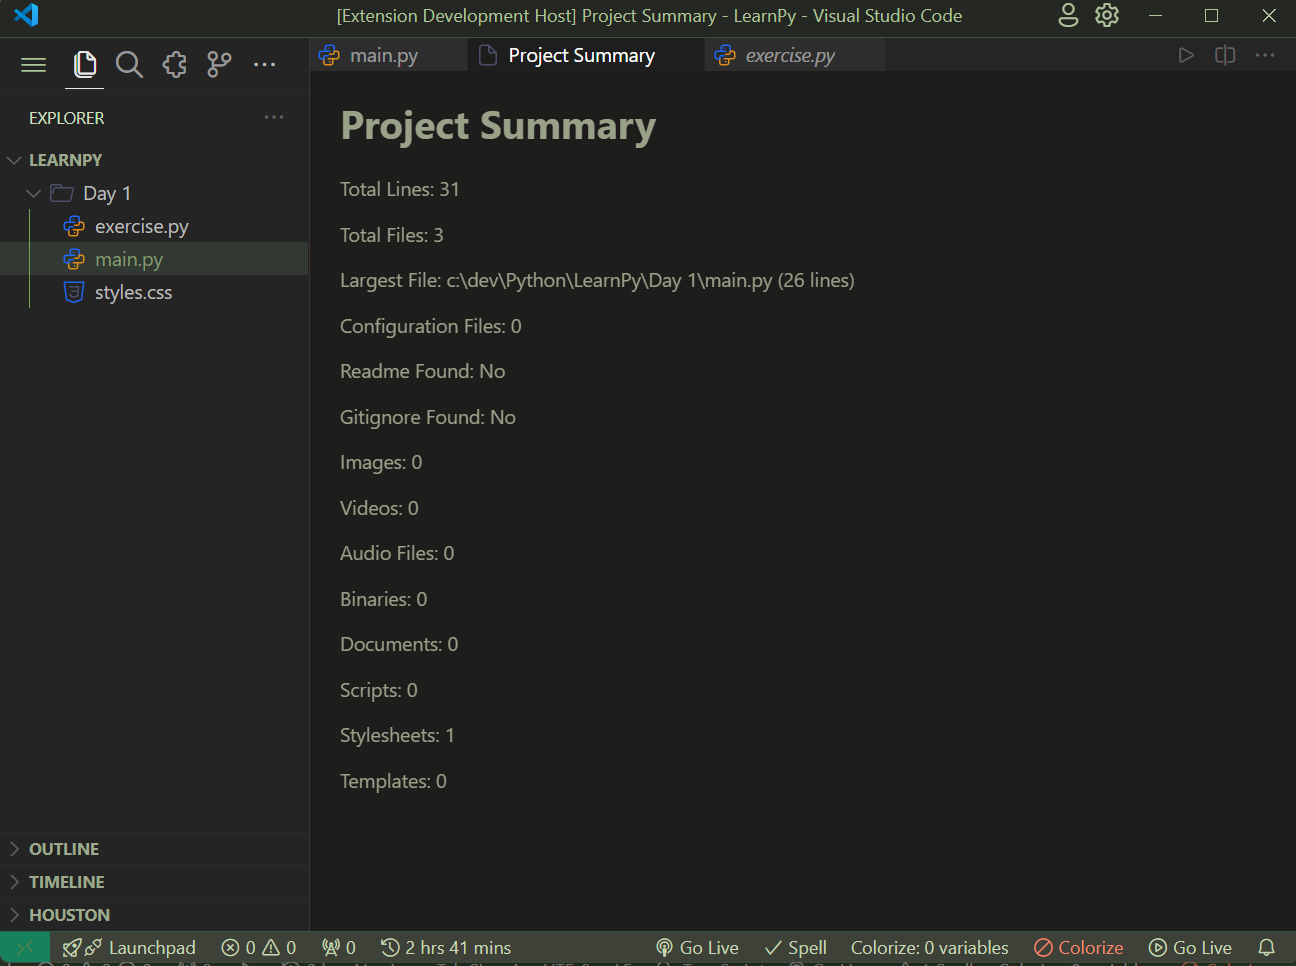 [Extension Development Host] Project Summary - LearnPy - Visual Studio Code
main.py
Project Summary
exercise.py
EXPLORER
LEARNPY
Day 1
exercise.py
main.py
styles.css
Project Summary
Total Lines: 31
Total Files: 3
Largest File: c:\dev\Python\LearnPy\Day 1\main.py (26 lines)
Configuration Files: 0
Readme Found: No
Gitignore Found: No
Images: 0
Videos: 0
Audio Files: 0
Binaries: 0
Documents: 0
Scripts: 0
Stylesheets: 1
Templates: 0
OUTLINE
TIMELINE
HOUSTON
Launchpad 0 0 0 2 hrs 41 mins Go Live Spell Colorize: 0 variables Colorize Go Live